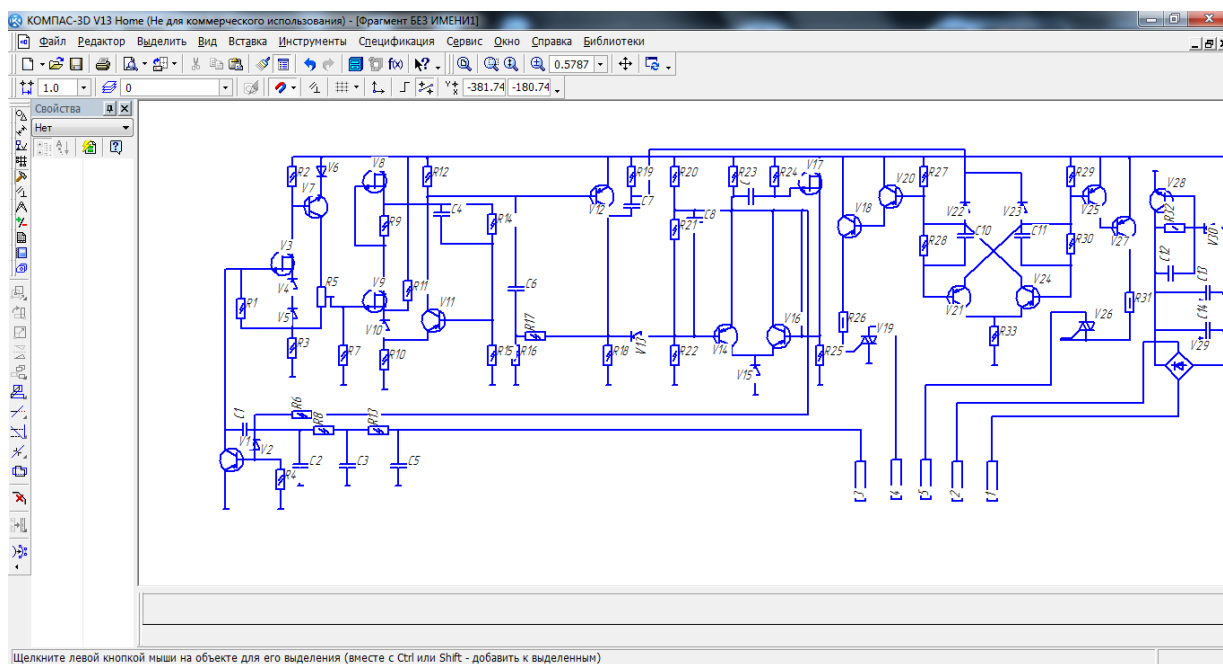 КОМПАС-3D V13 Home (Не для коммерческого использования) - [Фрагмент БЕЗ ИМЕНИ1]
Файл Редактор Выделить Вид Вставка Инструменты Спецификация Сервис Окно Справка Библиотеки
f(x) 0.5787
1.0 0 -381.74 -180.74
Свойства
Нет
R2 V6 V8 R12 R19 R20 R23 C R24 V17 V20 R27 R29 V28
V7 C7 V12 V18 V25 R32
R9 C4 R14 R21 C8 V22 C10 V23 C11 V27 V30
V3 R28 R30 C12
V4 R5 V9 R11 C6 V21 V24 C13
R1 V5 V10 V11 R17 V13 V14 V16 R26 V19 R33 V26 R31 C14
R3 R7 R10 R15 R16 R18 R22 V15 R25 V29
C1 R6 R8 R13
V1 V2 C2 C3 C5
R4
3 4 5 2 1
Щелкните левой кнопкой мыши на объекте для его выделения (вместе с Ctrl или Shift - добавить к выделенным)